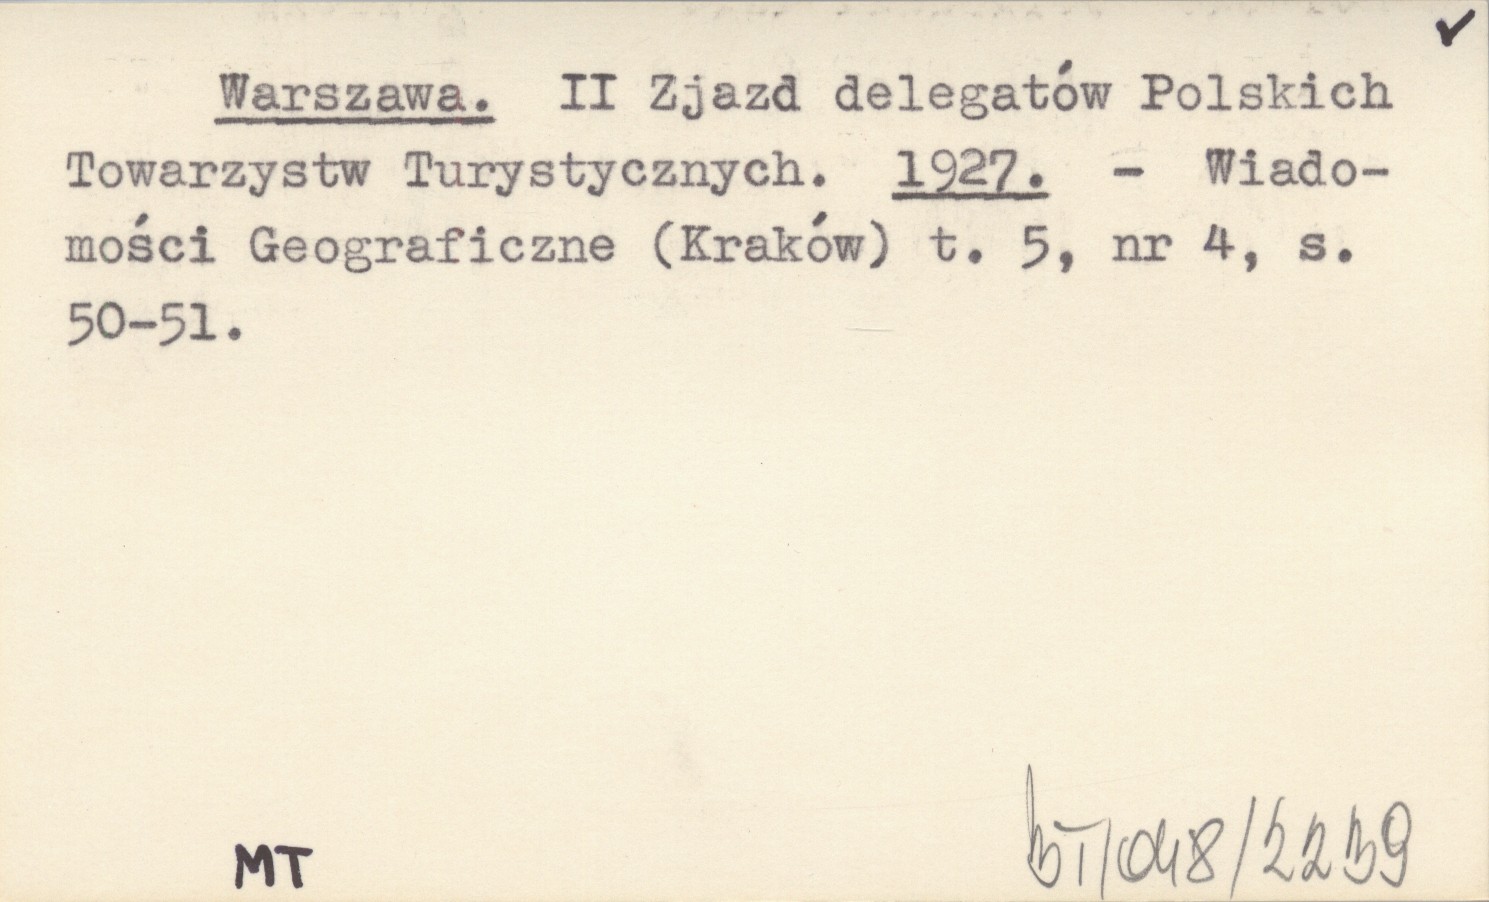 ✓
Warszawa. II Zjazd delegatów Polskich
Towarzystw Turystycznych. 1927. - Wiado-
mości Geograficzne (Kraków) t. 5, nr 4, s.
50-51.
MT
BT/048/2239